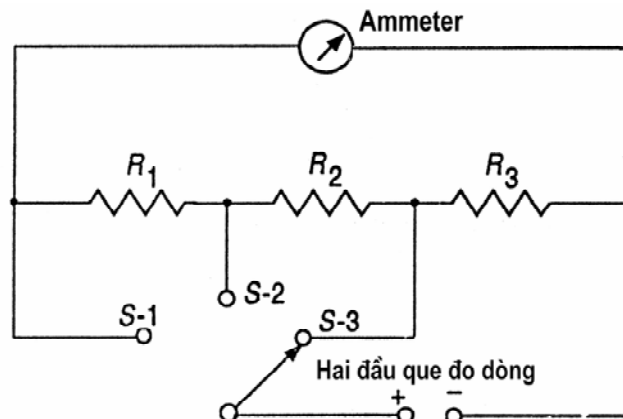 Ammeter
R1 R2 R3
S-2
S-1 S-3
Hai đầu que đo dòng
+ −